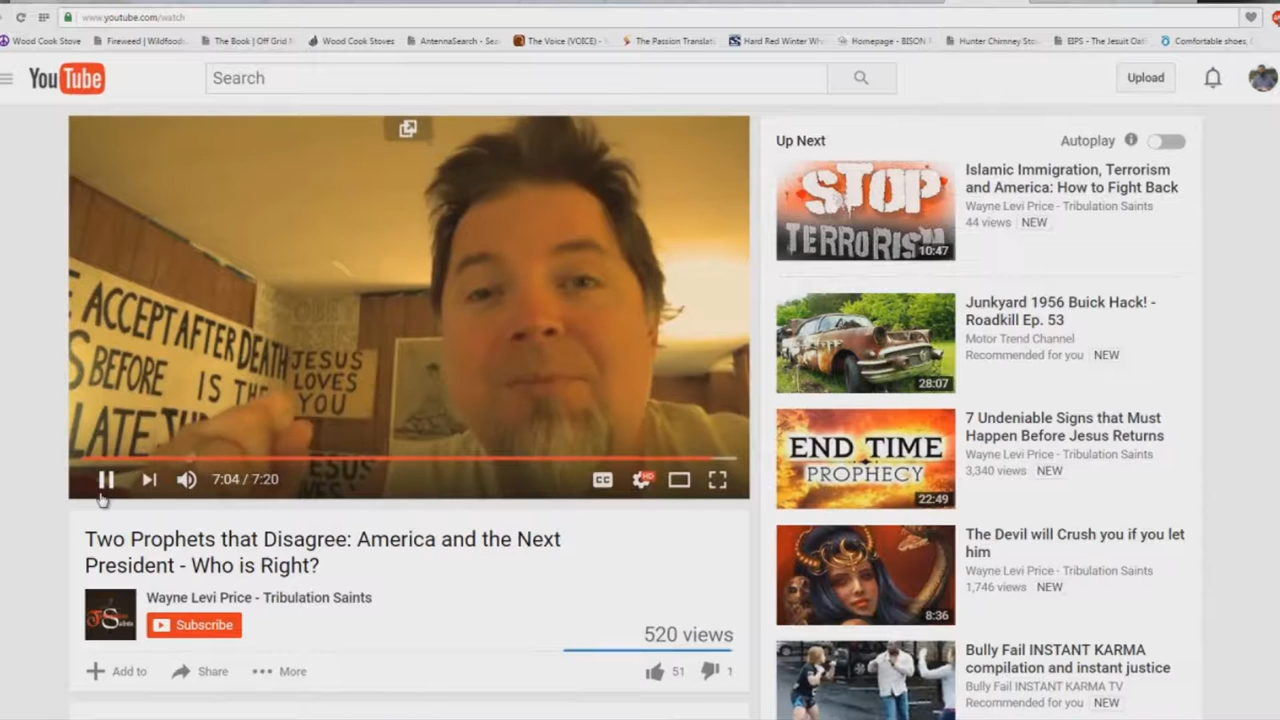 www.youtube.com/watch
Wood Cook Stove
Fireweed | Wildfoods
The Book | Off Grid
Wood Cook Stoves
AntennaSearch - Sea
The Voice (VOICE) -
The Passion Translati
Hard Red Winter Wh
Homepage - BISON
Hunter Chimney Sto
EIPS - The Jesuit Oat
Comfortable shoes,
YouTube
Search
Upload
ACCEPT AFTER DEATH
S BEFORE IS THE
LATE
JESUS
LOVES
YOU
JESUS
7:04 / 7:20
CC
HD
Two Prophets that Disagree: America and the Next
President - Who is Right?
Wayne Levi Price - Tribulation Saints
Subscribe
520 views
Add to
Share
More
51
1
Up Next
Autoplay
STOP
TERRORISM
10:47
Islamic Immigration, Terrorism
and America: How to Fight Back
Wayne Levi Price - Tribulation Saints
44 views NEW
28:07
Junkyard 1956 Buick Hack! -
Roadkill Ep. 53
Motor Trend Channel
Recommended for you NEW
END TIME
PROPHECY
22:49
7 Undeniable Signs that Must
Happen Before Jesus Returns
Wayne Levi Price - Tribulation Saints
3,340 views NEW
8:36
The Devil will Crush you if you let
him
Wayne Levi Price - Tribulation Saints
1,746 views NEW
Bully Fail INSTANT KARMA
compilation and instant justice
Bully Fail INSTANT KARMA TV
Recommended for you NEW